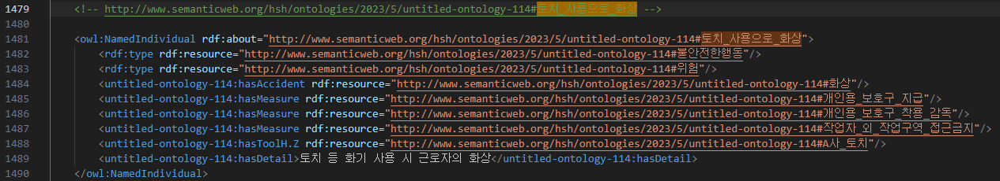 1479 <!-- http://www.semanticweb.org/hsh/ontologies/2023/5/untitled-ontology-114#토치_사용으로_화상 -->
1480
1481 <owl:NamedIndividual rdf:about="http://www.semanticweb.org/hsh/ontologies/2023/5/untitled-ontology-114#토치_사용으로_화상">
1482 <rdf:type rdf:resource="http://www.semanticweb.org/hsh/ontologies/2023/5/untitled-ontology-114#불안전한행동"/>
1483 <rdf:type rdf:resource="http://www.semanticweb.org/hsh/ontologies/2023/5/untitled-ontology-114#위험"/>
1484 <untitled-ontology-114:hasAccident rdf:resource="http://www.semanticweb.org/hsh/ontologies/2023/5/untitled-ontology-114#화상"/>
1485 <untitled-ontology-114:hasMeasure rdf:resource="http://www.semanticweb.org/hsh/ontologies/2023/5/untitled-ontology-114#개인용_보호구_지급"/>
1486 <untitled-ontology-114:hasMeasure rdf:resource="http://www.semanticweb.org/hsh/ontologies/2023/5/untitled-ontology-114#개인용_보호구_착용_감독"/>
1487 <untitled-ontology-114:hasMeasure rdf:resource="http://www.semanticweb.org/hsh/ontologies/2023/5/untitled-ontology-114#작업자_외_작업구역_접근금지"/>
1488 <untitled-ontology-114:hasToolH.Z rdf:resource="http://www.semanticweb.org/hsh/ontologies/2023/5/untitled-ontology-114#A사_토치"/>
1489 <untitled-ontology-114:hasDetail>토치 등 화기 사용 시 근로자의 화상</untitled-ontology-114:hasDetail>
1490 </owl:NamedIndividual>